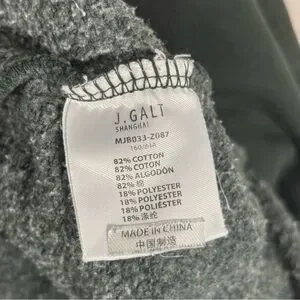 J.GALT
SHANGHAI
MJB033-Z087
160/84A
82% COTTON
82% COTON
82% ALGODÓN
82% 棉
18% POLYESTER
18% POLYESTER
18% POLIÉSTER
18% 涤纶
MADE IN CHINA
中国制造